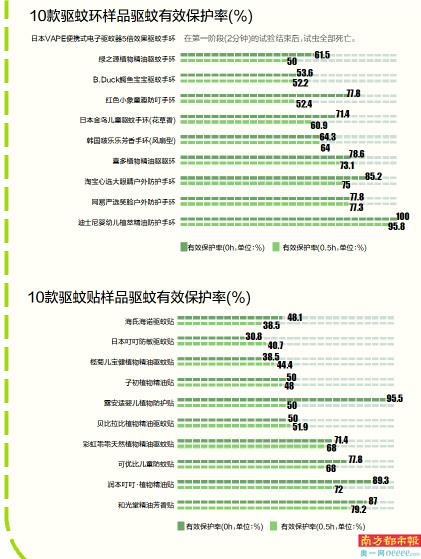 10款驱蚊环样品驱蚊有效保护率(%)
日本VAPE便携式电子驱蚊器5倍效果驱蚊手环 在第一阶段(2分钟)的试验结束后,试虫全部死亡。
绿之源植物精油驱蚊手环 61.5 50
B.Duck鳄鱼宝宝驱蚊手环 53.6 52.2
红色小象童趣防叮手环 77.8 52.4
日本金鸟儿童驱蚊手环(花草香) 71.4 60.9
韩国咳乐乐芳香手环(风扇型) 64.3 64
喜多植物精油驱驱环 78.6 73.1
淘宝心选大眼睛户外防护手环 85.2 75
网易严选笑脸户外防护手环 77.8 77.3
迪士尼婴幼儿植萃精油防护手环 100 95.8
有效保护率(0h,单位:%) 有效保护率(0.5h,单位:%)
10款驱蚊贴样品驱蚊有效保护率(%)
海氏海诺驱蚊贴 48.1 38.5
日本叮叮防敏驱蚊贴 30.8 40.7
榄菊儿宝健植物精油驱蚊贴 38.5 44.4
子初植物精油贴 50 48
露安适婴儿植物防护贴 95.5 50
贝比拉比植物精油驱蚊贴 50 51.9
彩虹乖乖天然植物精油驱蚊贴 71.4 68
可优比儿童防蚊贴 77.8 68
润本叮叮·植物精油贴 89.3 72
和光堂精油芳香贴 87 79.2
有效保护率(0h,单位:%) 有效保护率(0.5h,单位:%)
南方都市报
奥一网oeeee.com